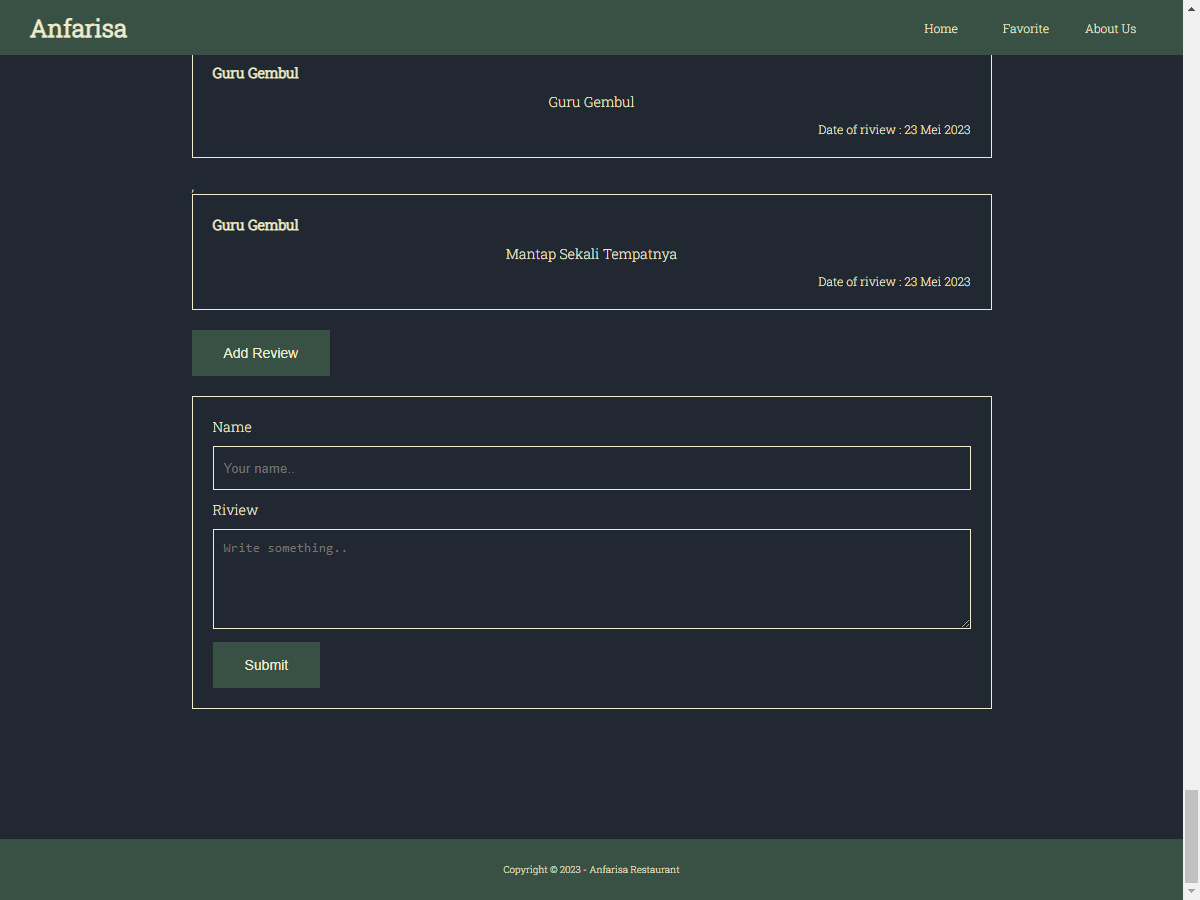 Anfarisa
Home Favorite About Us
Guru Gembul
Guru Gembul
Date of riview : 23 Mei 2023
,
Guru Gembul
Mantap Sekali Tempatnya
Date of riview : 23 Mei 2023
Add Review
Name
Your name..
Riview
Write something..
Submit
Copyright © 2023 - Anfarisa Restaurant